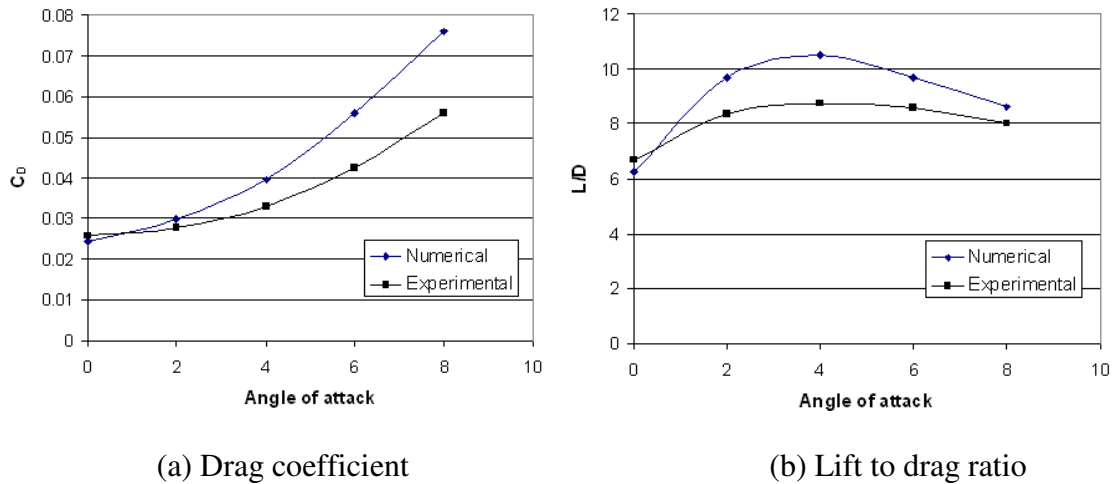 0.08
0.07
0.06
0.05
0.04
0.03
0.02
0.01
0
C_D
0 2 4 6 8 10
Angle of attack
Numerical
Experimental
(a) Drag coefficient
12
10
8
6
4
2
0
L/D
0 2 4 6 8 10
Angle of attack
Numerical
Experimental
(b) Lift to drag ratio